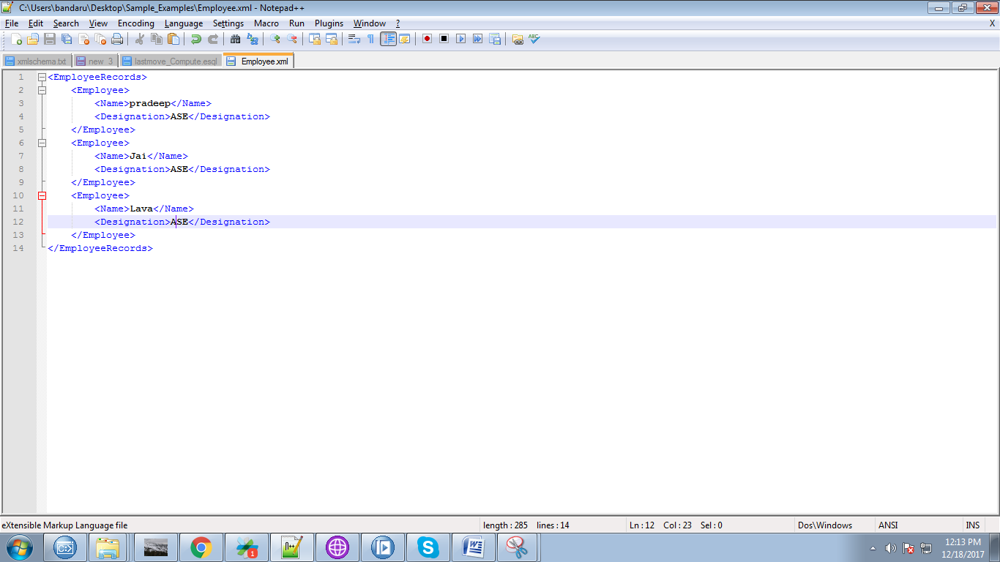 C:\Users\bandaru\Desktop\Sample_Examples\Employee.xml - Notepad++
File Edit Search View Encoding Language Settings Macro Run Plugins Window ? X
xmlschema.txt new 3 lastmove_Compute.esql Employee.xml
1 <EmployeeRecords>
2 <Employee>
3 <Name>pradeep</Name>
4 <Designation>ASE</Designation>
5 </Employee>
6 <Employee>
7 <Name>Jai</Name>
8 <Designation>ASE</Designation>
9 </Employee>
10 <Employee>
11 <Name>Lava</Name>
12 <Designation>ASE</Designation>
13 </Employee>
14 </EmployeeRecords>
eXtensible Markup Language file length : 285 lines : 14 Ln : 12 Col : 23 Sel : 0 Dos\Windows ANSI INS
1
12:13 PM
12/18/2017